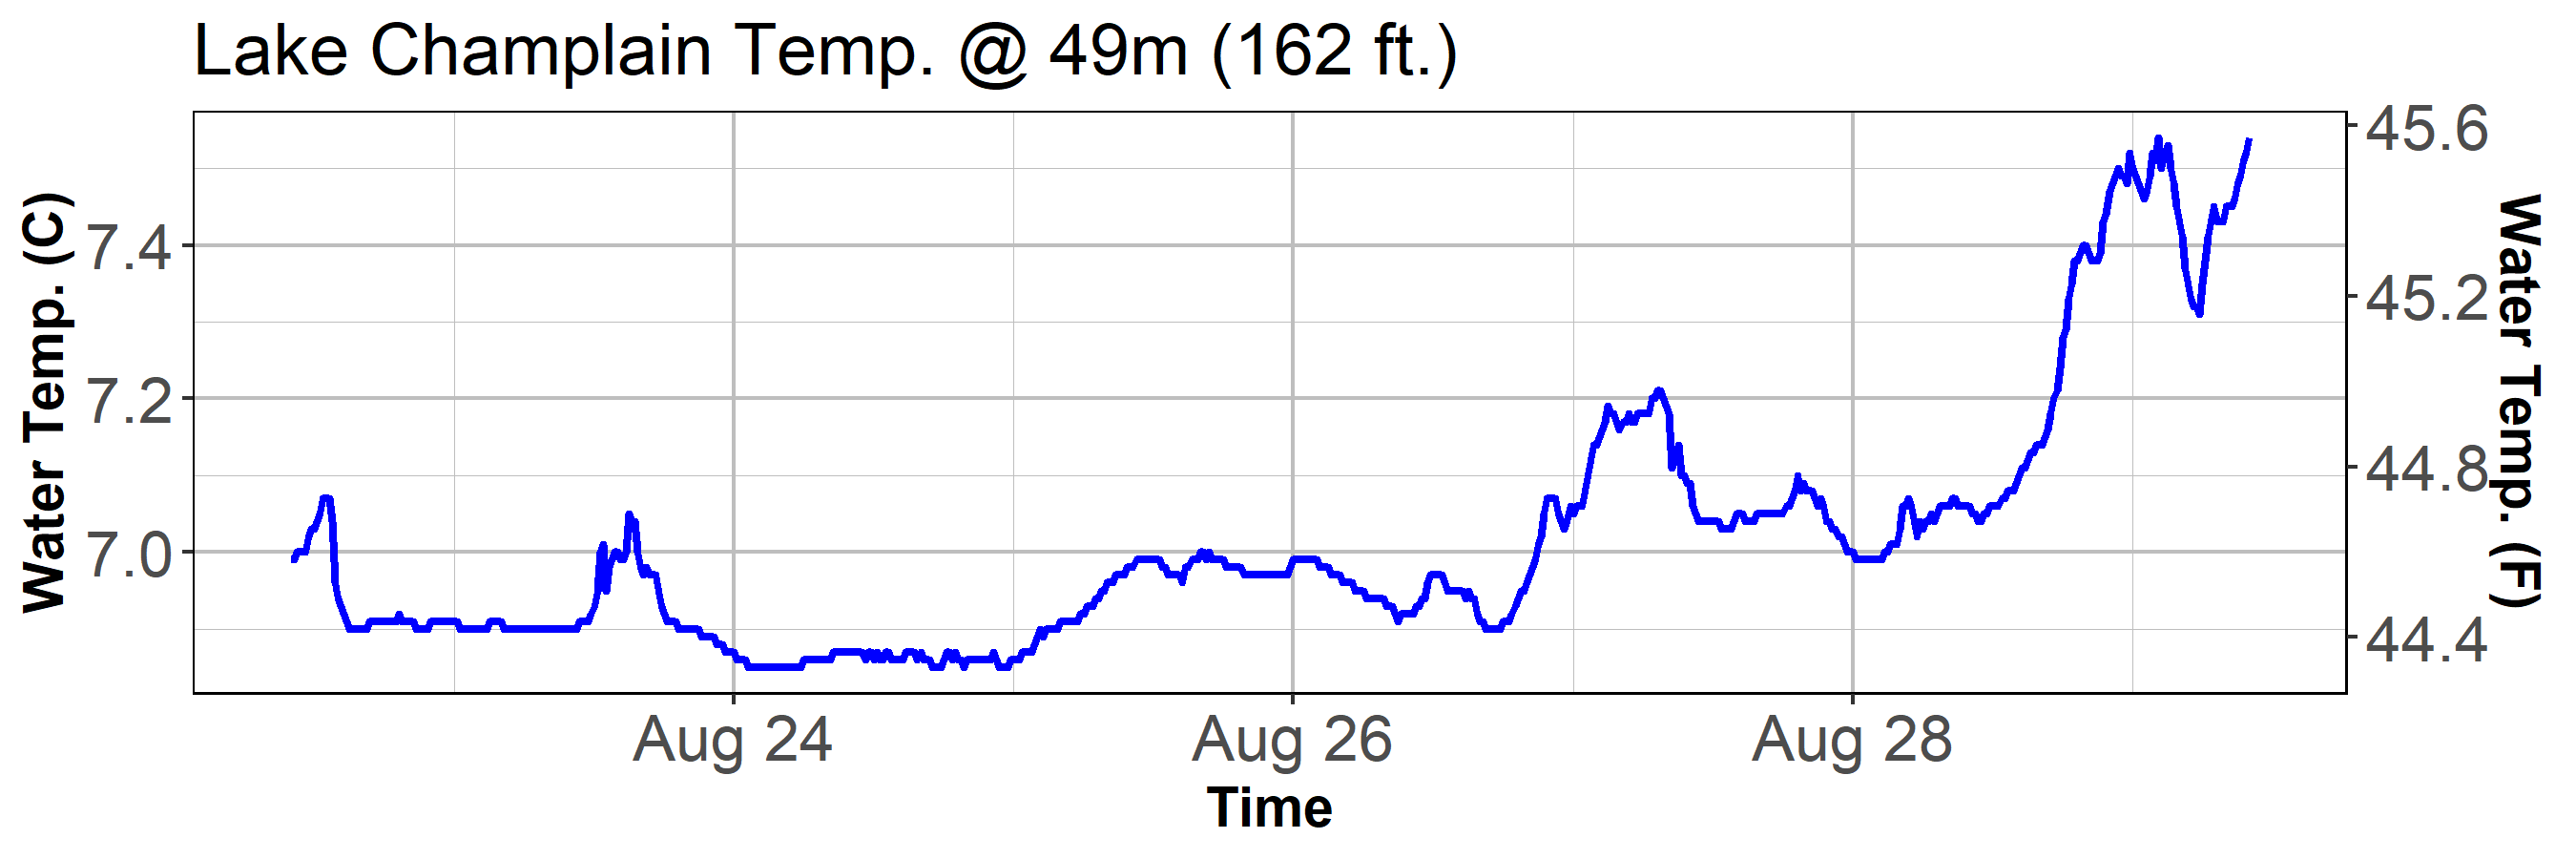 Lake Champlain Temp. @ 49m (162 ft.)
Water Temp. (C)
7.4
7.2
7.0
45.6
45.2
44.8
44.4
Water Temp. (F)
Aug 24 Aug 26 Aug 28
Time